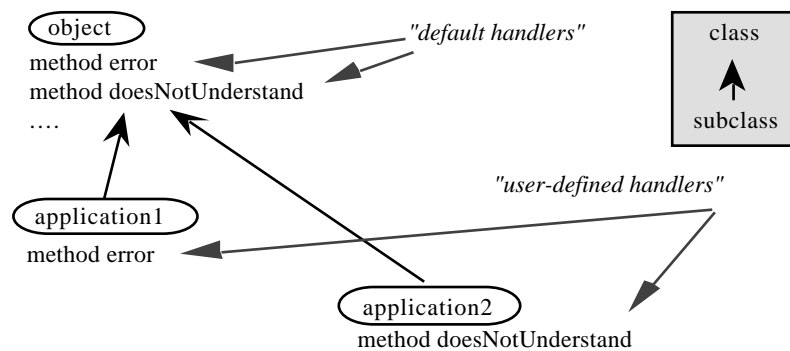 object
"default handlers"
class
method error
method doesNotUnderstand
....
subclass
"user-defined handlers"
application1
method error
application2
method doesNotUnderstand